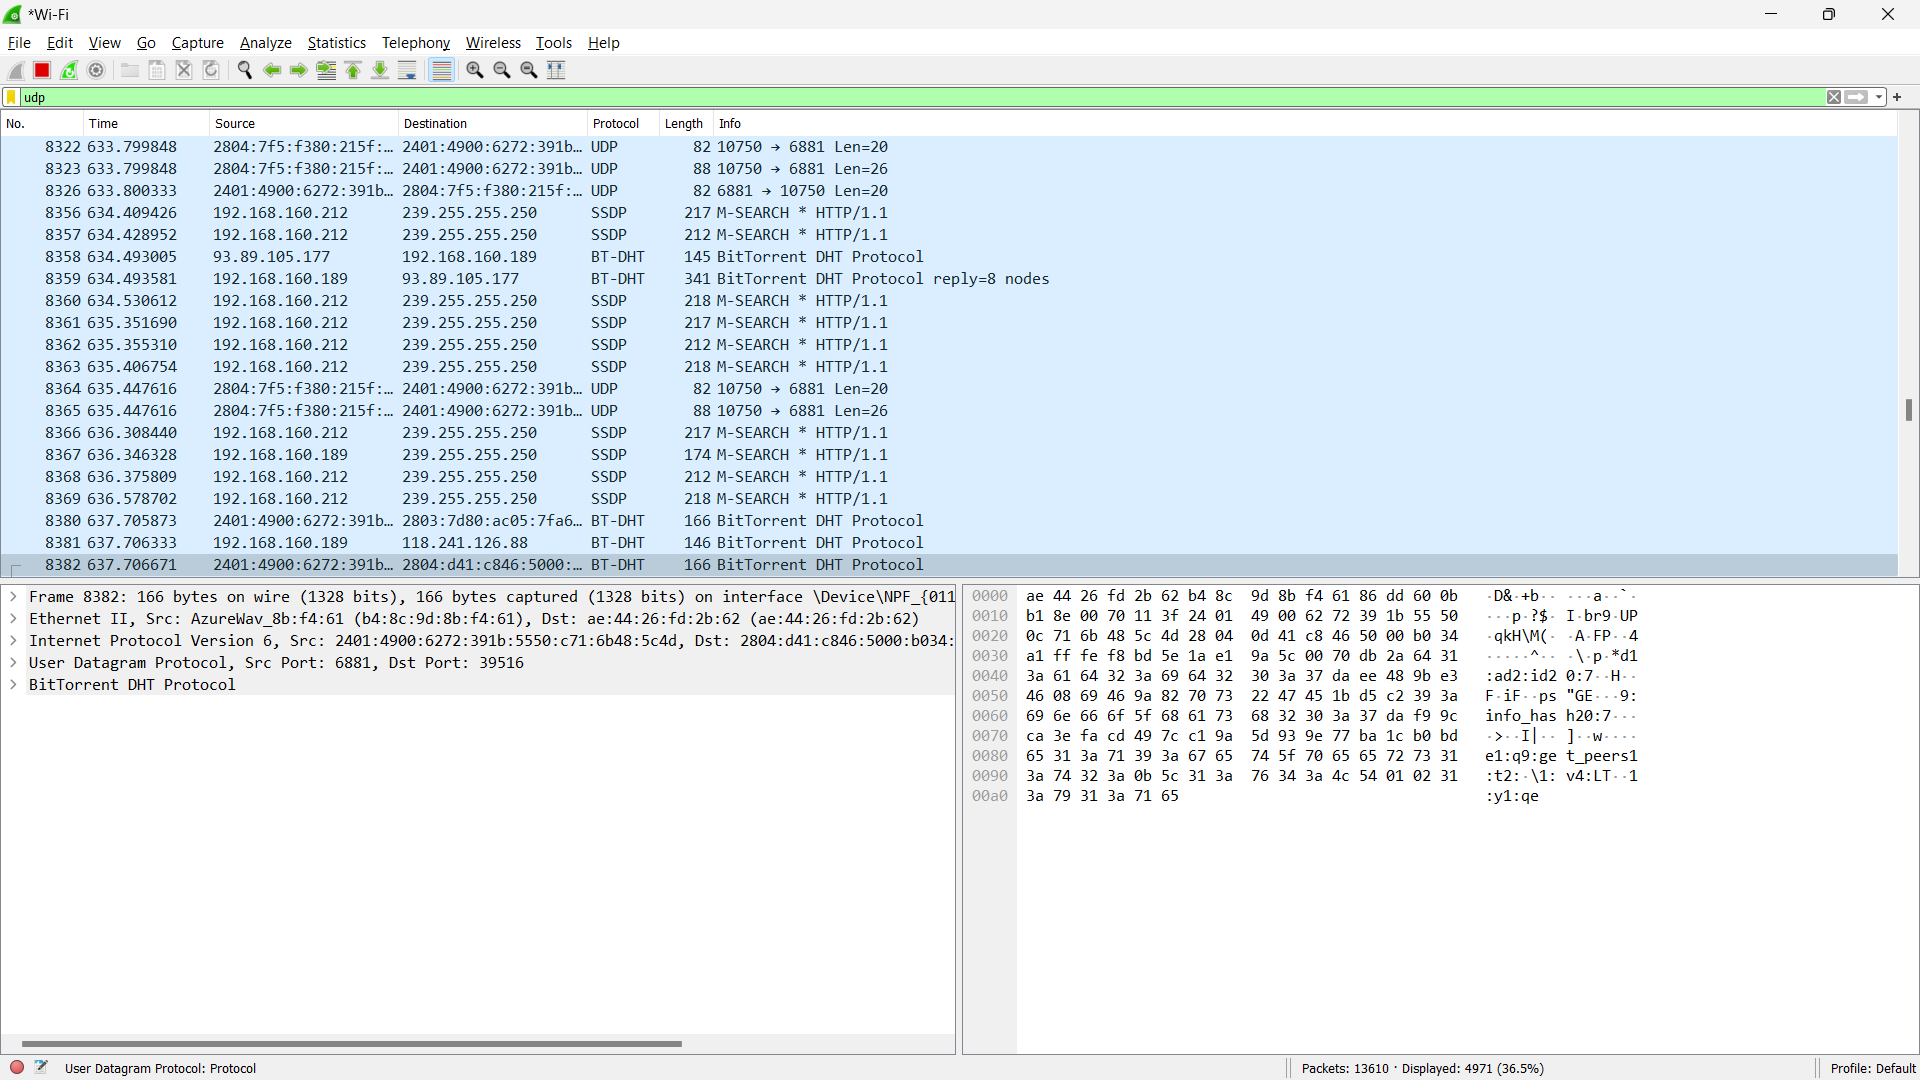 *Wi-Fi
File Edit View Go Capture Analyze Statistics Telephony Wireless Tools Help
udp
No. Time Source Destination Protocol Length Info
8322 633.799848 2804:7f5:f380:215f:… 2401:4900:6272:391b… UDP 82 10750 → 6881 Len=20
8323 633.799848 2804:7f5:f380:215f:… 2401:4900:6272:391b… UDP 88 10750 → 6881 Len=26
8326 633.800333 2401:4900:6272:391b… 2804:7f5:f380:215f:… UDP 82 6881 → 10750 Len=20
8356 634.409426 192.168.160.212 239.255.255.250 SSDP 217 M-SEARCH * HTTP/1.1
8357 634.428952 192.168.160.212 239.255.255.250 SSDP 212 M-SEARCH * HTTP/1.1
8358 634.493005 93.89.105.177 192.168.160.189 BT-DHT 145 BitTorrent DHT Protocol
8359 634.493581 192.168.160.189 93.89.105.177 BT-DHT 341 BitTorrent DHT Protocol reply=8 nodes
8360 634.530612 192.168.160.212 239.255.255.250 SSDP 218 M-SEARCH * HTTP/1.1
8361 635.351690 192.168.160.212 239.255.255.250 SSDP 217 M-SEARCH * HTTP/1.1
8362 635.355310 192.168.160.212 239.255.255.250 SSDP 212 M-SEARCH * HTTP/1.1
8363 635.406754 192.168.160.212 239.255.255.250 SSDP 218 M-SEARCH * HTTP/1.1
8364 635.447616 2804:7f5:f380:215f:… 2401:4900:6272:391b… UDP 82 10750 → 6881 Len=20
8365 635.447616 2804:7f5:f380:215f:… 2401:4900:6272:391b… UDP 88 10750 → 6881 Len=26
8366 636.308440 192.168.160.212 239.255.255.250 SSDP 217 M-SEARCH * HTTP/1.1
8367 636.346328 192.168.160.189 239.255.255.250 SSDP 174 M-SEARCH * HTTP/1.1
8368 636.375809 192.168.160.212 239.255.255.250 SSDP 212 M-SEARCH * HTTP/1.1
8369 636.578702 192.168.160.212 239.255.255.250 SSDP 218 M-SEARCH * HTTP/1.1
8380 637.705873 2401:4900:6272:391b… 2803:7d80:ac05:7fa6… BT-DHT 166 BitTorrent DHT Protocol
8381 637.706333 192.168.160.189 118.241.126.88 BT-DHT 146 BitTorrent DHT Protocol
8382 637.706671 2401:4900:6272:391b… 2804:d41:c846:5000:… BT-DHT 166 BitTorrent DHT Protocol
Frame 8382: 166 bytes on wire (1328 bits), 166 bytes captured (1328 bits) on interface \Device\NPF_{011
Ethernet II, Src: AzureWav_8b:f4:61 (b4:8c:9d:8b:f4:61), Dst: ae:44:26:fd:2b:62 (ae:44:26:fd:2b:62)
Internet Protocol Version 6, Src: 2401:4900:6272:391b:5550:c71:6b48:5c4d, Dst: 2804:d41:c846:5000:b034:
User Datagram Protocol, Src Port: 6881, Dst Port: 39516
BitTorrent DHT Protocol
0000 ae 44 26 fd 2b 62 b4 8c 9d 8b f4 61 86 dd 60 0b ·D&·+b·· ···a··`·
0010 b1 8e 00 70 11 3f 24 01 49 00 62 72 39 1b 55 50 ···p·?$· I·br9·UP
0020 0c 71 6b 48 5c 4d 28 04 0d 41 c8 46 50 00 b0 34 ·qkH\M(· ·A·FP··4
0030 a1 ff fe f8 bd 5e 1a e1 9a 5c 00 70 db 2a 64 31 ·····^·· ·\·p·*d1
0040 3a 61 64 32 3a 69 64 32 30 3a 37 da ee 48 9b e3 :ad2:id2 0:7··H··
0050 46 08 69 46 9a 82 70 73 22 47 45 1b d5 c2 39 3a F·iF··ps "GE···9:
0060 69 6e 66 6f 5f 68 61 73 68 32 30 3a 37 da f9 9c info_has h20:7···
0070 ca 3e fa cd 49 7c c1 9a 5d 93 9e 77 ba 1c b0 bd ·>··I|·· ]··w····
0080 65 31 3a 71 39 3a 67 65 74 5f 70 65 65 72 73 31 e1:q9:ge t_peers1
0090 3a 74 32 3a 0b 5c 31 3a 76 34 3a 4c 54 01 02 31 :t2:·\1: v4:LT··1
00a0 3a 79 31 3a 71 65 :y1:qe
User Datagram Protocol: Protocol
Packets: 13610 · Displayed: 4971 (36.5%)
Profile: Default